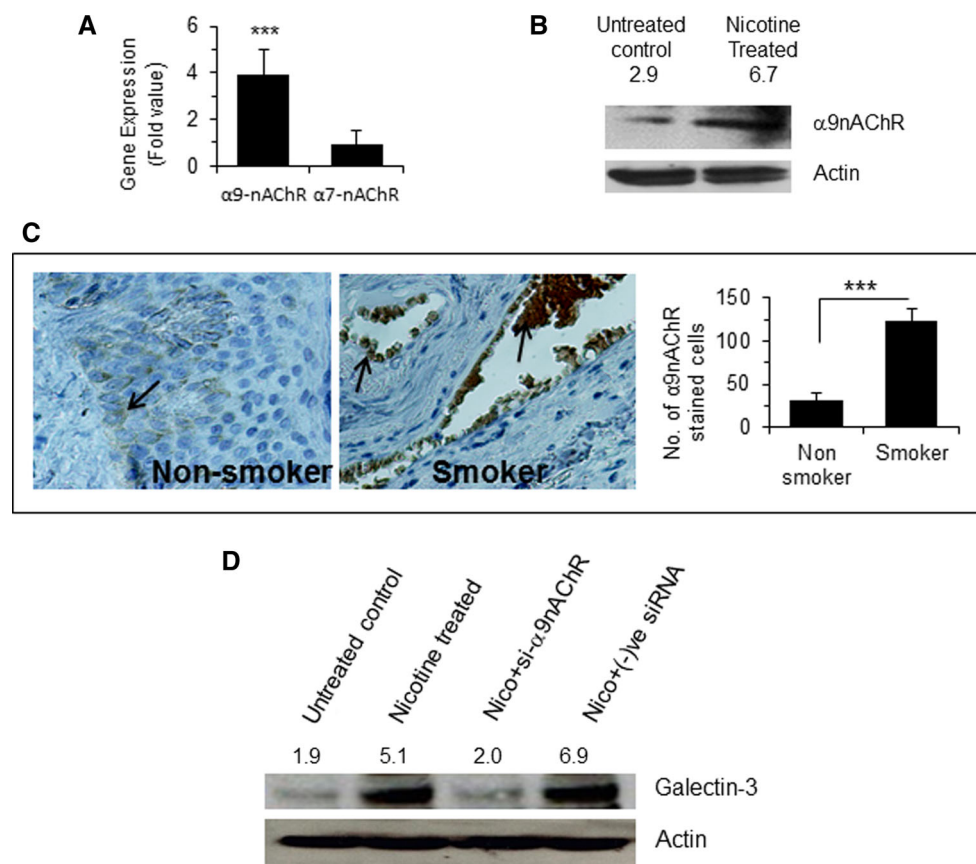 A
Gene Expression
(Fold value)
6
4
2
0
***
α9-nAChR α7-nAChR
B
Untreated
control
2.9
Nicotine
Treated
6.7
α9nAChR
Actin
C
Non-smoker
Smoker
No. of α9nAChR
stained cells
150
100
50
0
***
Non
smoker
Smoker
D
Untreated control
Nicotine treated
Nico+si-α9nAChR
Nico+(-)ve siRNA
1.9 5.1 2.0 6.9
Galectin-3
Actin